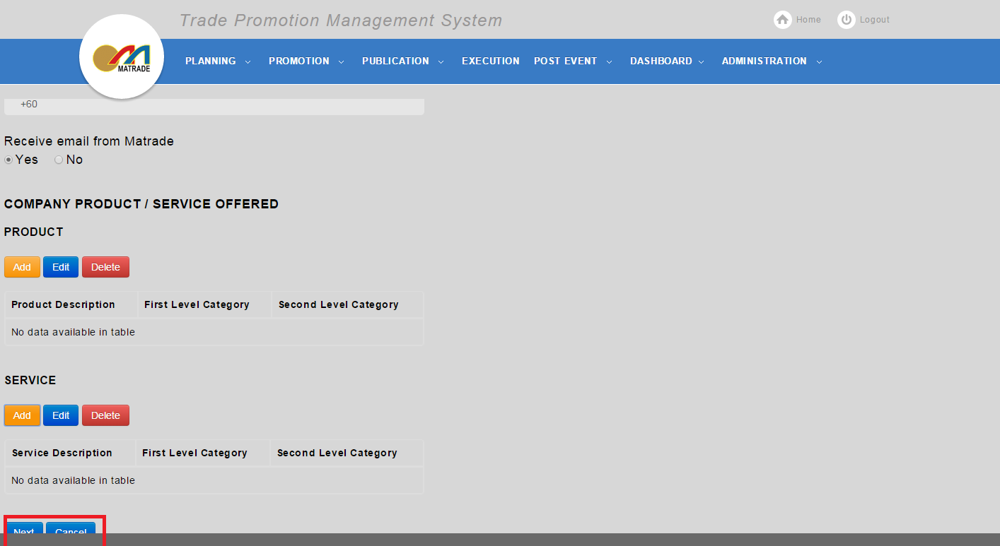 Trade Promotion Management System
Home Logout
MATRADE
PLANNING PROMOTION PUBLICATION EXECUTION POST EVENT DASHBOARD ADMINISTRATION
+60
Receive email from Matrade
Yes No
COMPANY PRODUCT / SERVICE OFFERED
PRODUCT
Add Edit Delete
Product Description First Level Category Second Level Category
No data available in table
SERVICE
Add Edit Delete
Service Description First Level Category Second Level Category
No data available in table
Next Cancel